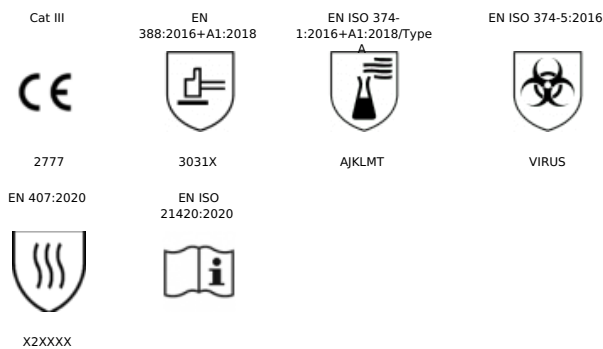 Cat III
EN
388:2016+A1:2018
EN ISO 374-
1:2016+A1:2018/Type
A
EN ISO 374-5:2016
CE
i
2777
3031X
AJKLMT
VIRUS
EN 407:2020
EN ISO
21420:2020
i
X2XXXX